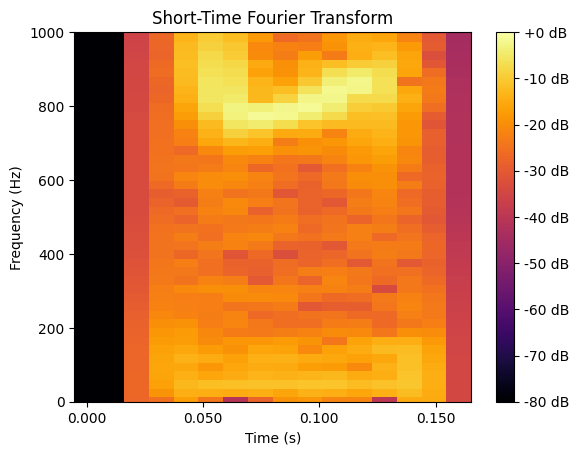 Short-Time Fourier Transform
1000
800
600
400
200
0
Frequency (Hz)
0.000
0.050
0.100
0.150
Time (s)
+0 dB
-10 dB
-20 dB
-30 dB
-40 dB
-50 dB
-60 dB
-70 dB
-80 dB